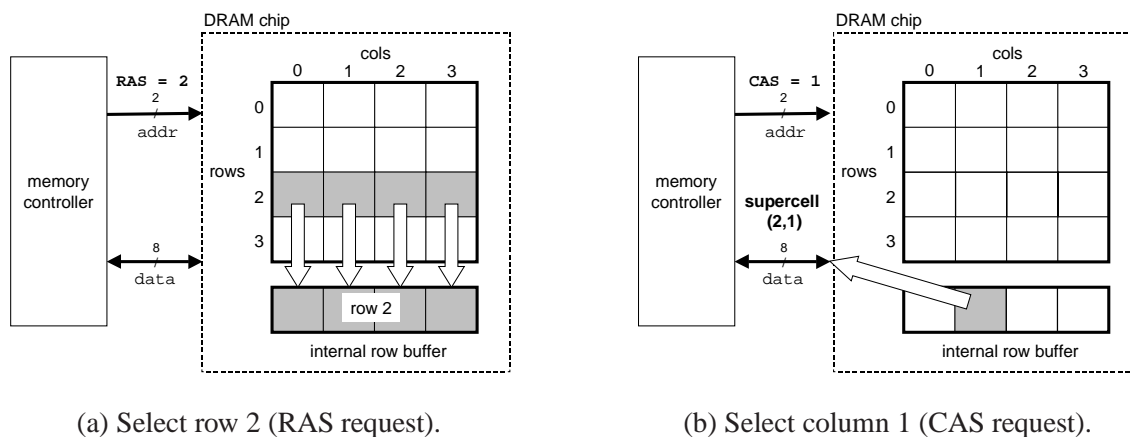 DRAM chip
cols
0 1 2 3
RAS = 2
2
addr
0
1
rows
2
3
memory
controller
8
data
row 2
internal row buffer
(a) Select row 2 (RAS request).
DRAM chip
cols
0 1 2 3
CAS = 1
2
addr
0
1
rows
2
3
memory
controller
supercell
(2,1)
8
data
internal row buffer
(b) Select column 1 (CAS request).